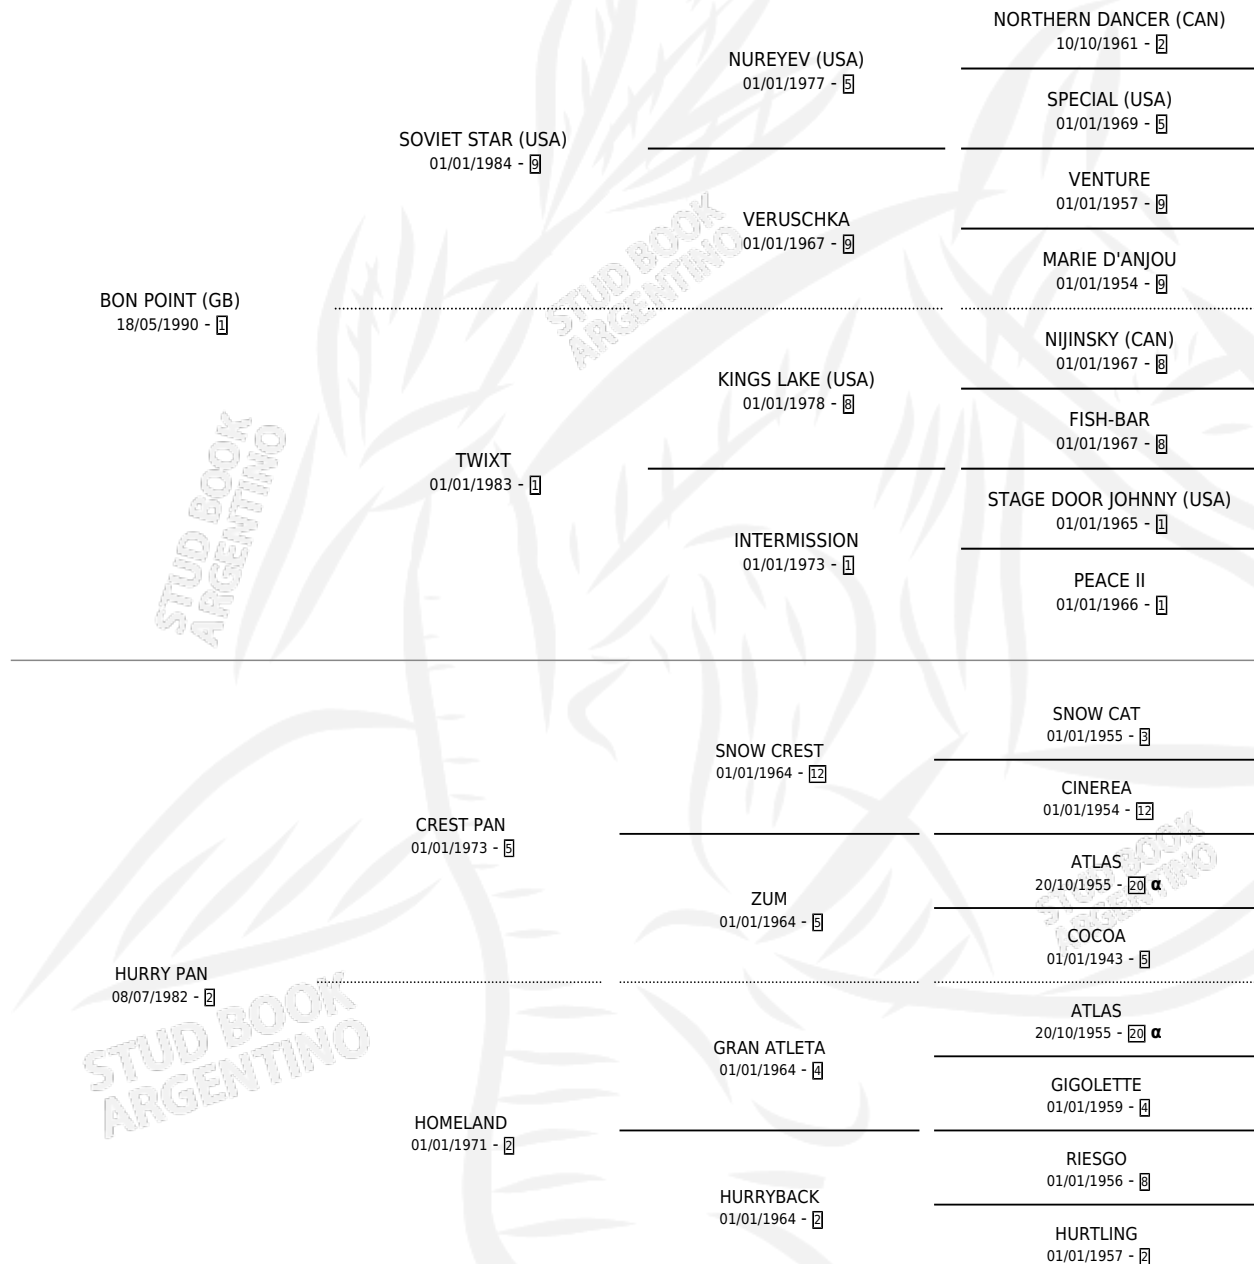 NORTHERN DANCER (CAN)
10/10/1961 - 2
NUREYEV (USA)
01/01/1977 - 5
SPECIAL (USA)
01/01/1969 - 5
SOVIET STAR (USA)
01/01/1984 - 9
VENTURE
01/01/1957 - 9
VERUSCHKA
01/01/1967 - 9
MARIE D'ANJOU
01/01/1954 - 9
BON POINT (GB)
18/05/1990 - 1
NIJINSKY (CAN)
01/01/1967 - 8
KINGS LAKE (USA)
01/01/1978 - 8
FISH-BAR
01/01/1967 - 8
TWIXT
01/01/1983 - 1
STAGE DOOR JOHNNY (USA)
01/01/1965 - 1
INTERMISSION
01/01/1973 - 1
PEACE II
01/01/1966 - 1
STUD BOOK
ARGENTINO
STUD BOOK
ARGENTINO
SNOW CAT
01/01/1955 - 3
SNOW CREST
01/01/1964 - 12
CINEREA
01/01/1954 - 12
CREST PAN
01/01/1973 - 5
ATLAS
20/10/1955 - 20 α
ZUM
01/01/1964 - 5
COCOA
01/01/1943 - 5
HURRY PAN
08/07/1982 - 2
ATLAS
20/10/1955 - 20 α
GRAN ATLETA
01/01/1964 - 4
GIGOLETTE
01/01/1959 - 4
HOMELAND
01/01/1971 - 2
RIESGO
01/01/1956 - 8
HURRYBACK
01/01/1964 - 2
HURTLING
01/01/1957 - 2
STUD BOOK
ARGENTINO
STUD BOOK
ARGENTINO